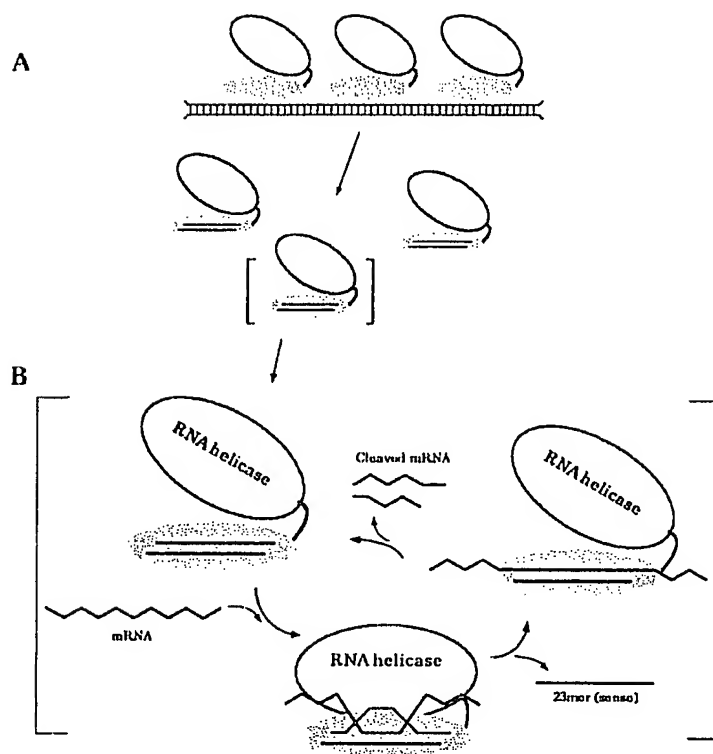 A
B
RNA helicase
Cleaved mRNA
RNA helicase
mRNA
RNA helicase
23mer (sense)